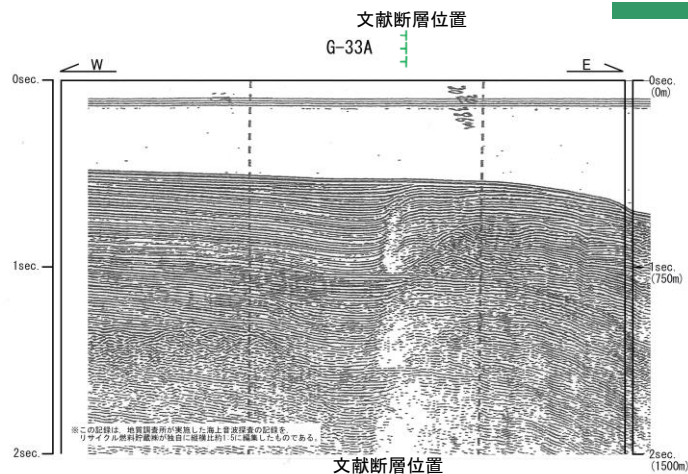 文献断層位置
G-33A
W
E
0sec.
0sec.
(0m)
1sec.
1sec.
(750m)
※この記録は、地質調査所が実施した海上音波探査の記録を、
リサイクル燃料貯蔵㈱が独自に縦横比約1:5に編集したものである。
2sec.
2sec.
(1500m)
文献断層位置